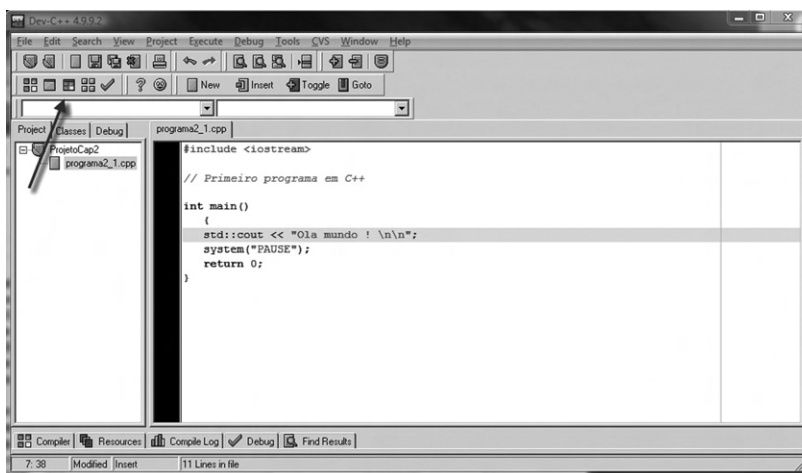 Dev-C++ 4.9.9.2
File Edit Search View Project Execute Debug Tools CVS Window Help
New Insert Toggle Goto
Project Classes Debug
programa2_1.cpp
ProjetoCap2
programa2_1.cpp
#include <iostream>
// Primeiro programa em C++
int main()
{
std::cout << "Ola mundo ! \n\n";
system("PAUSE");
return 0;
}
Compiler Resources Compile Log Debug Find Results
7: 38 Modified Insert 11 Lines in file